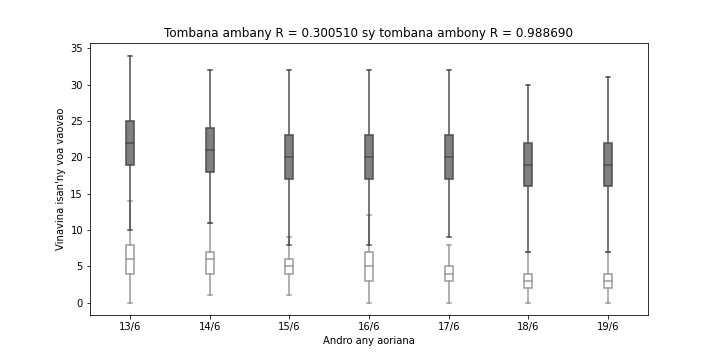 Tombana ambany R = 0.300510 sy tombana ambony R = 0.988690
Vinavina isan'ny voa vaovao
35
30
25
20
15
10
5
0
13/6 14/6 15/6 16/6 17/6 18/6 19/6
Andro any aoriana